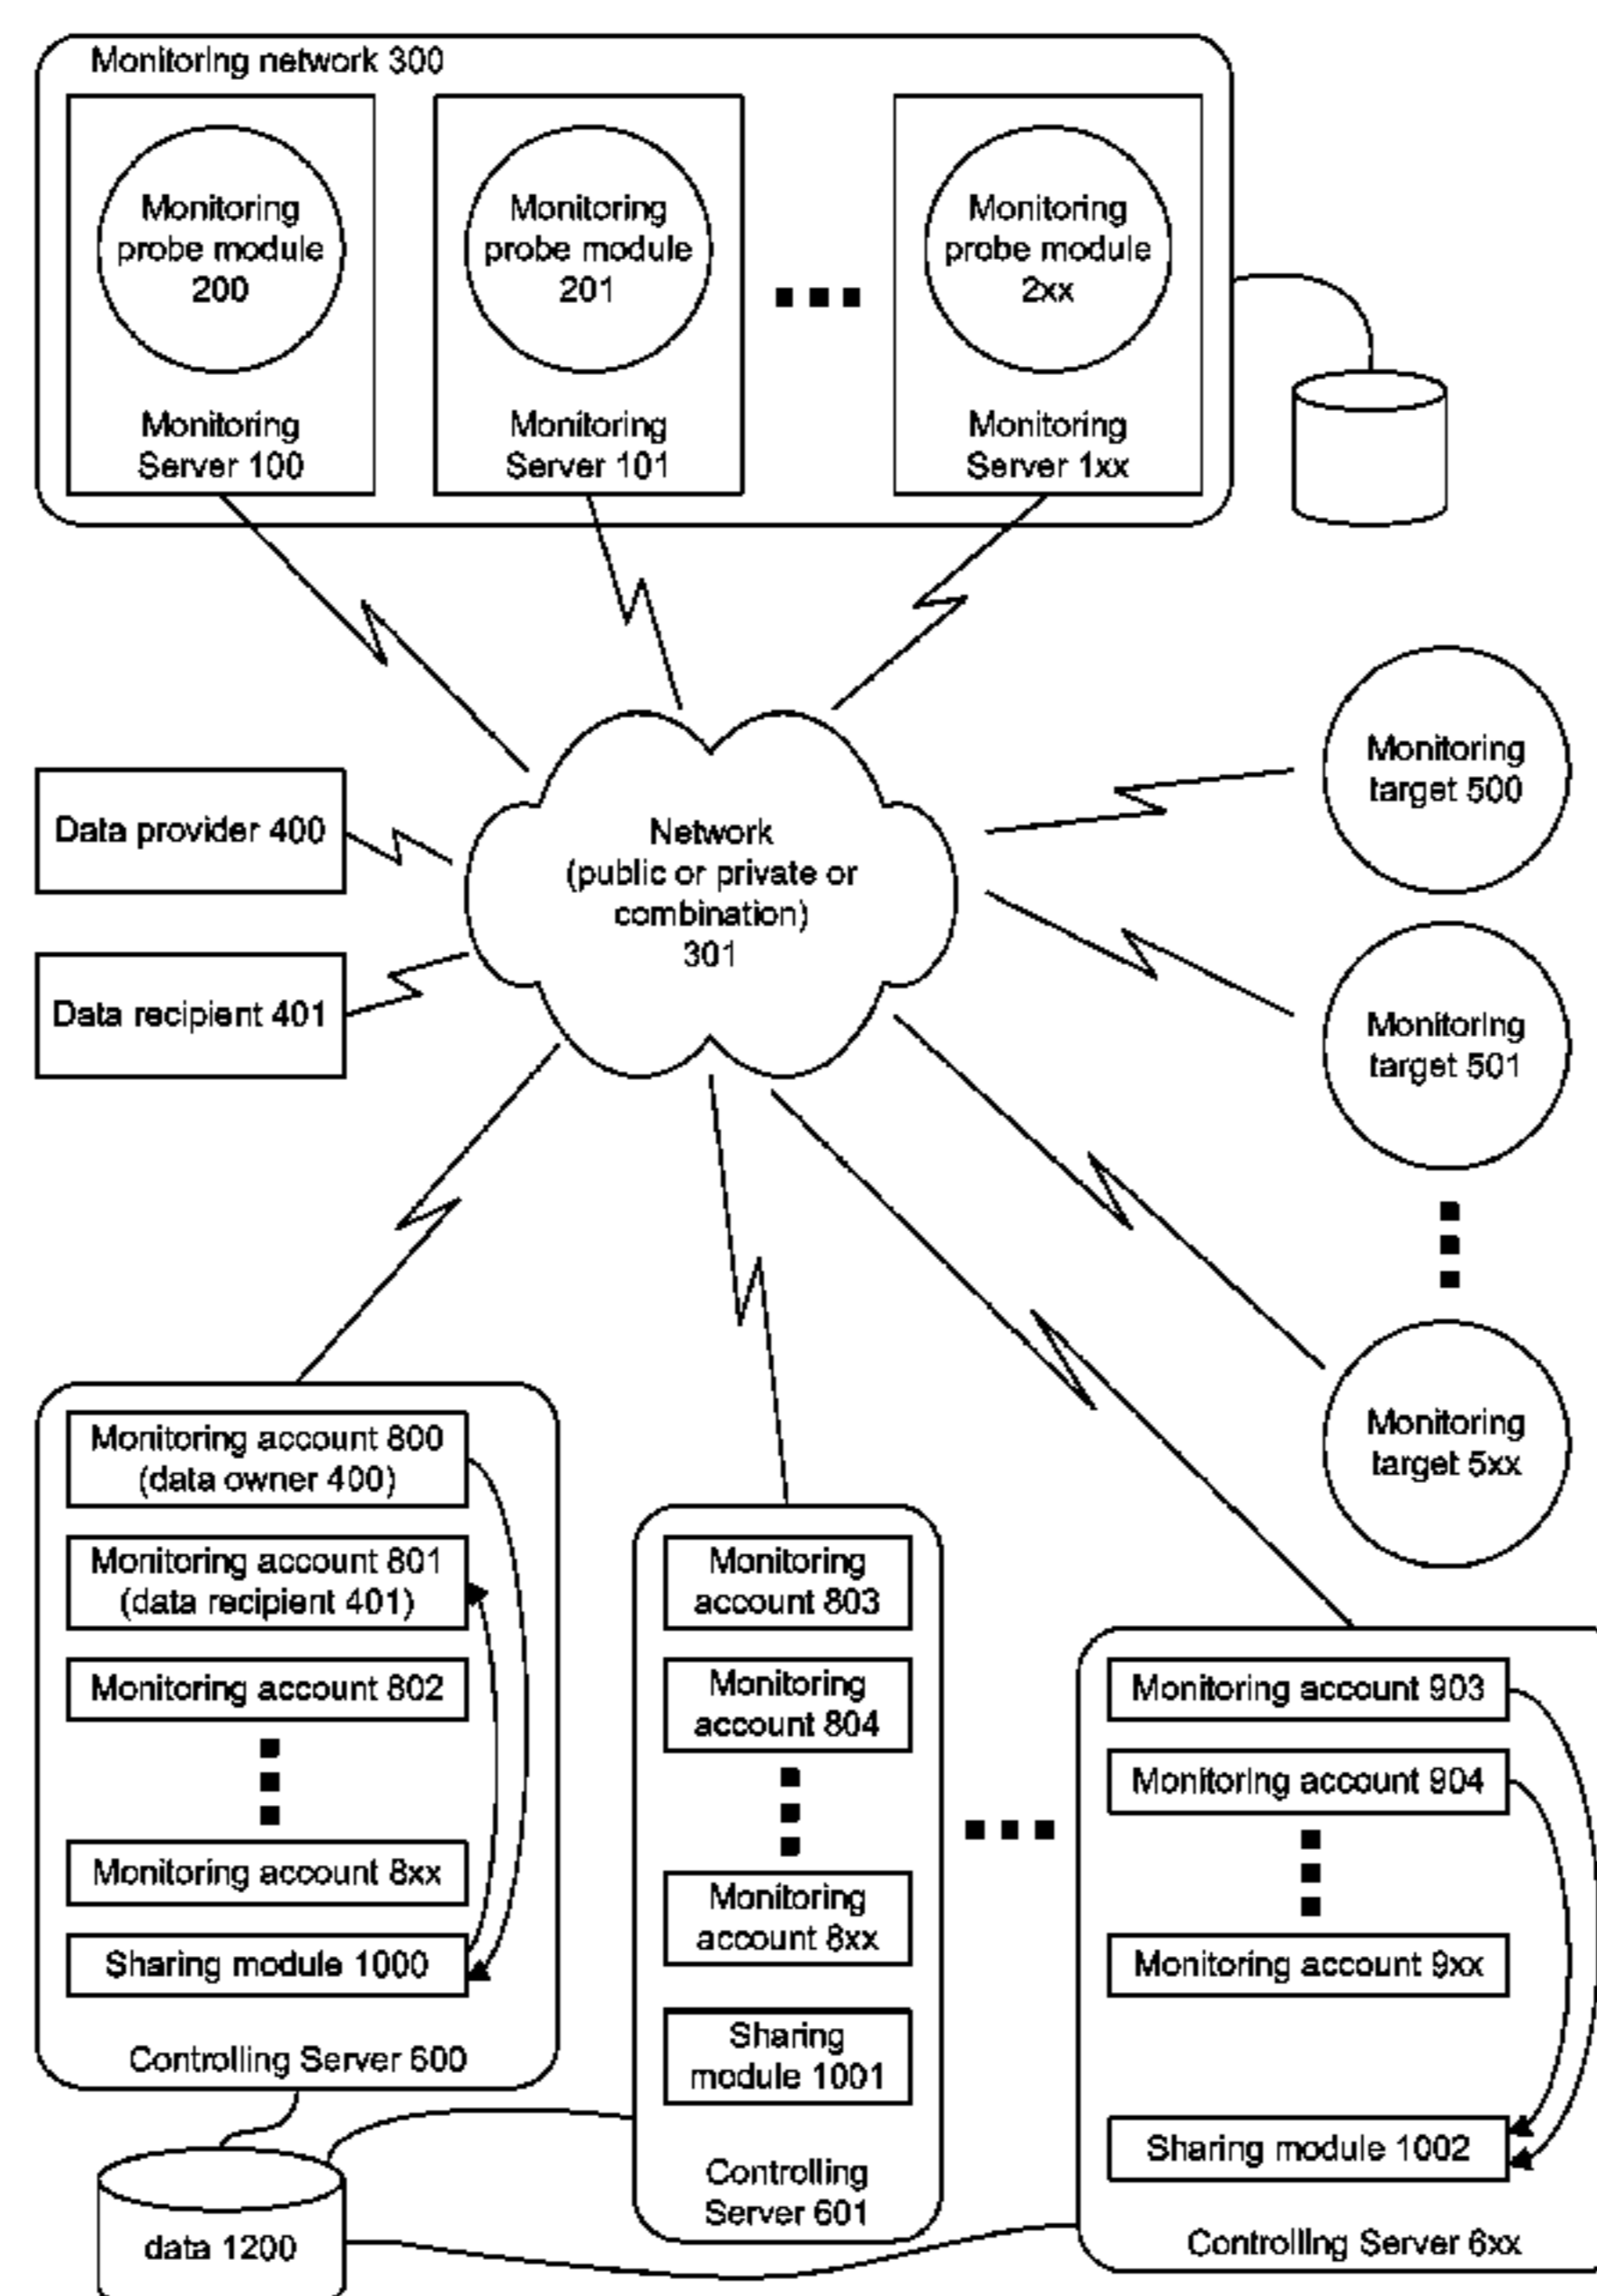 Monitoring network 300
Monitoring
probe module
200
Monitoring
Server 100
Monitoring
probe module
201
Monitoring
Server 101
Monitoring
probe module
2xx
Monitoring
Server 1xx
Data provider 400
Data recipient 401
Network
(public or private or
combination)
301
Monitoring
target 500
Monitoring
target 501
Monitoring
target 5xx
Monitoring account 800
(data owner 400)
Monitoring account 801
(data recipient 401)
Monitoring account 802
Monitoring account 8xx
Sharing module 1000
Controlling Server 600
Monitoring
account 803
Monitoring
account 804
Monitoring
account 8xx
Sharing
module 1001
Controlling
Server 601
Monitoring account 903
Monitoring account 904
Monitoring account 9xx
Sharing module 1002
Controlling Server 6xx
data 1200